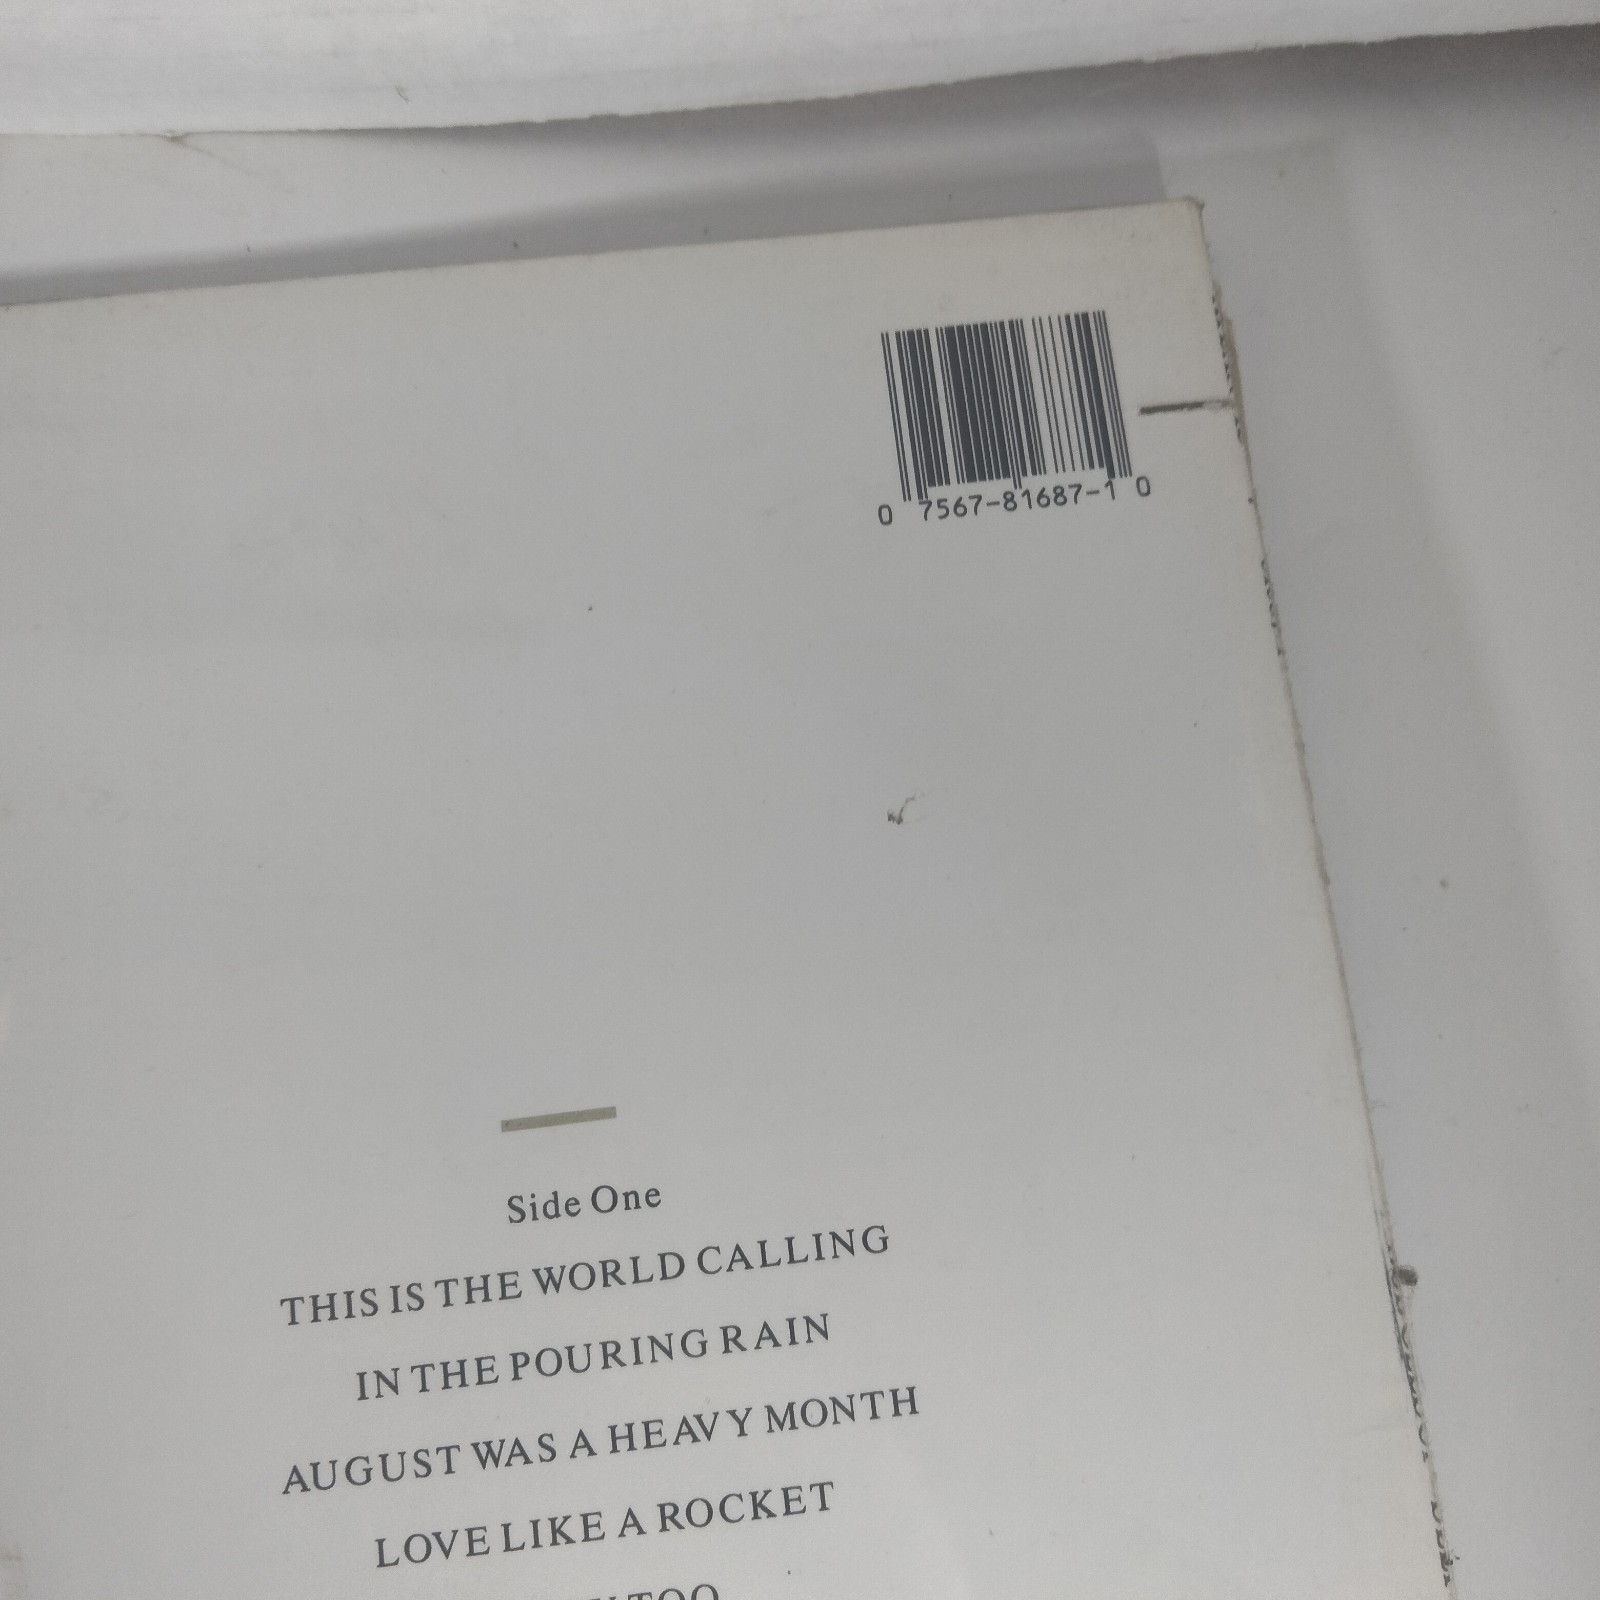 0 7567-81687-1 0
Side One
THIS IS THE WORLD CALLING
IN THE POURING RAIN
AUGUST WAS A HEAVY MONTH
LOVE LIKE A ROCKET
TOO